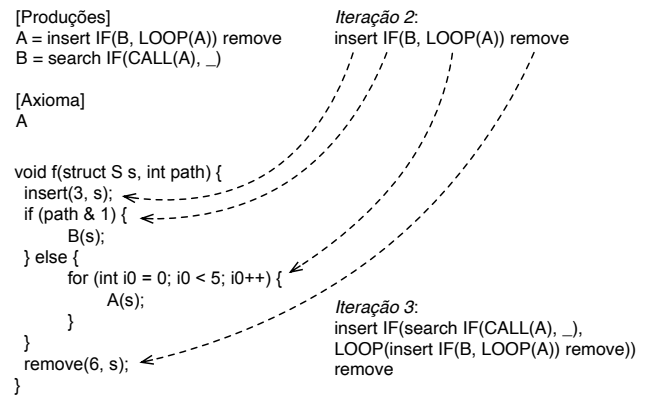 [Produções]
A = insert IF(B, LOOP(A)) remove
B = search IF(CALL(A), _)
[Axioma]
A
void f(struct S s, int path) {
insert(3, s);
if (path & 1) {
B(s);
} else {
for (int i0 = 0; i0 < 5; i0++) {
A(s);
}
}
remove(6, s);
}
Iteração 2:
insert IF(B, LOOP(A)) remove
Iteração 3:
insert IF(search IF(CALL(A), _),
LOOP(insert IF(B, LOOP(A)) remove))
remove